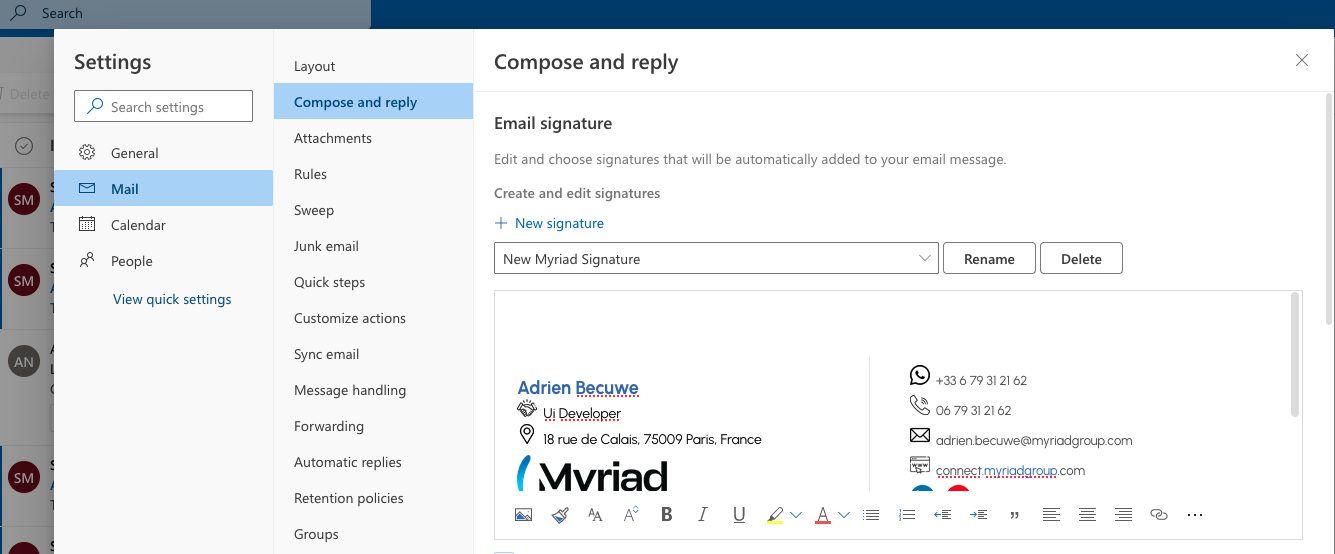 Search
Settings
Search settings
General
Mail
Calendar
People
View quick settings
Layout
Compose and reply
Attachments
Rules
Sweep
Junk email
Quick steps
Customize actions
Sync email
Message handling
Forwarding
Automatic replies
Retention policies
Groups
Compose and reply
Email signature
Edit and choose signatures that will be automatically added to your email message.
Create and edit signatures
+ New signature
New Myriad Signature
Rename
Delete
Adrien Becuwe
Ui Developer
18 rue de Calais, 75009 Paris, France
Myriad
+33 6 79 31 21 62
06 79 31 21 62
adrien.becuwe@myriadgroup.com
www
connect.myriadgroup.com
AA
A
B
I
U
A
Delete
SM
SM
AN
SM
SM